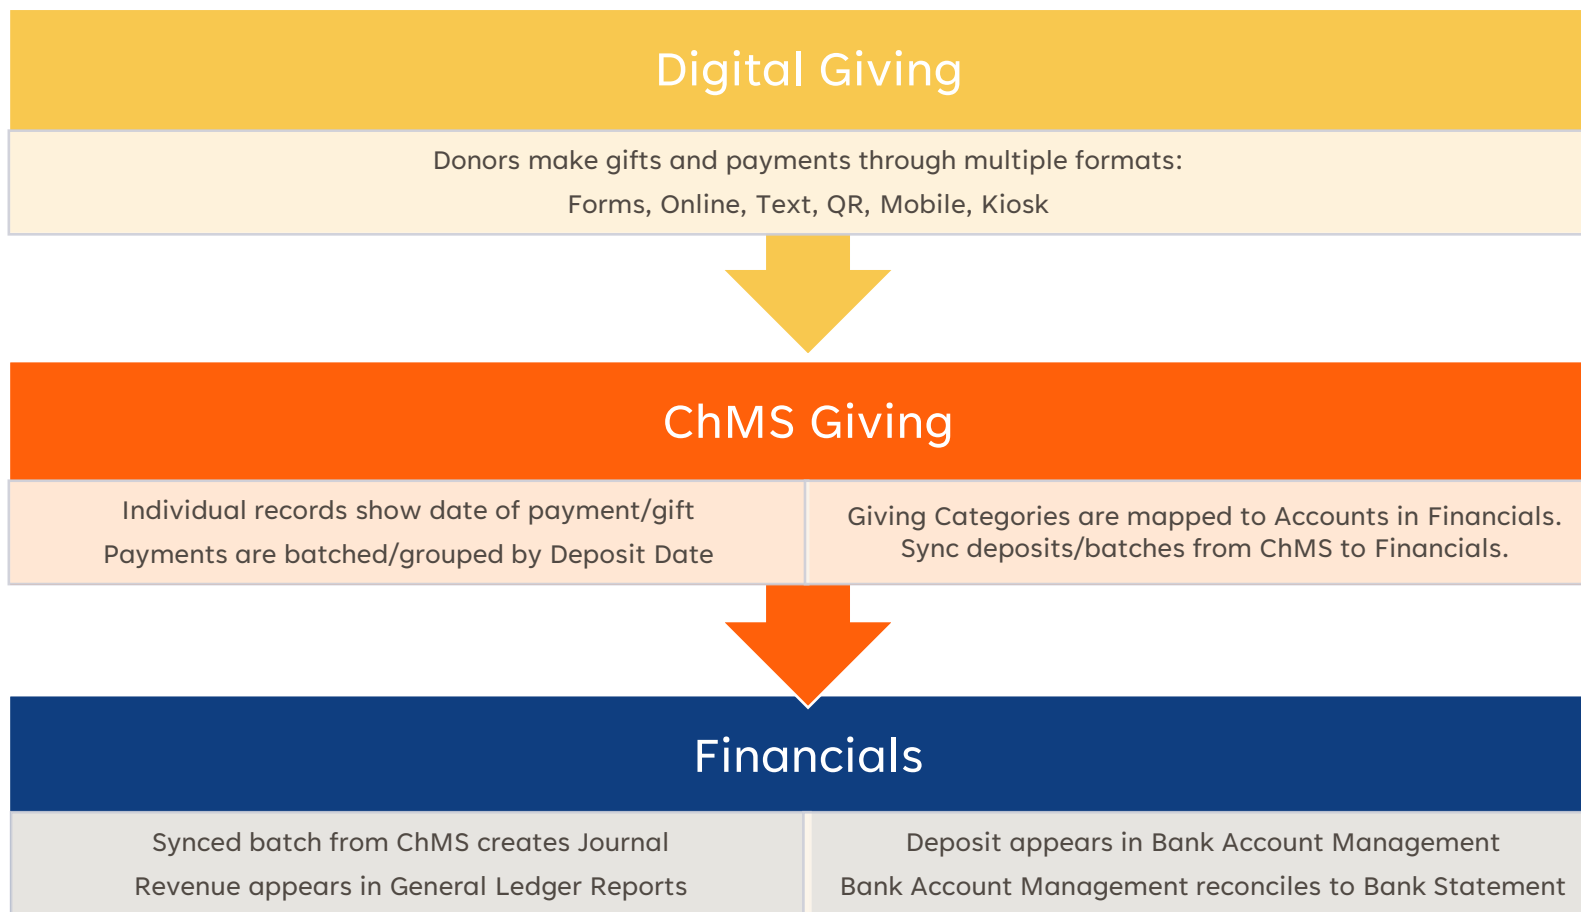 Digital Giving
Donors make gifts and payments through multiple formats:
Forms, Online, Text, QR, Mobile, Kiosk
ChMS Giving
Individual records show date of payment/gift
Payments are batched/grouped by Deposit Date
Giving Categories are mapped to Accounts in Financials.
Sync deposits/batches from ChMS to Financials.
Financials
Synced batch from ChMS creates Journal
Revenue appears in General Ledger Reports
Deposit appears in Bank Account Management
Bank Account Management reconciles to Bank Statement